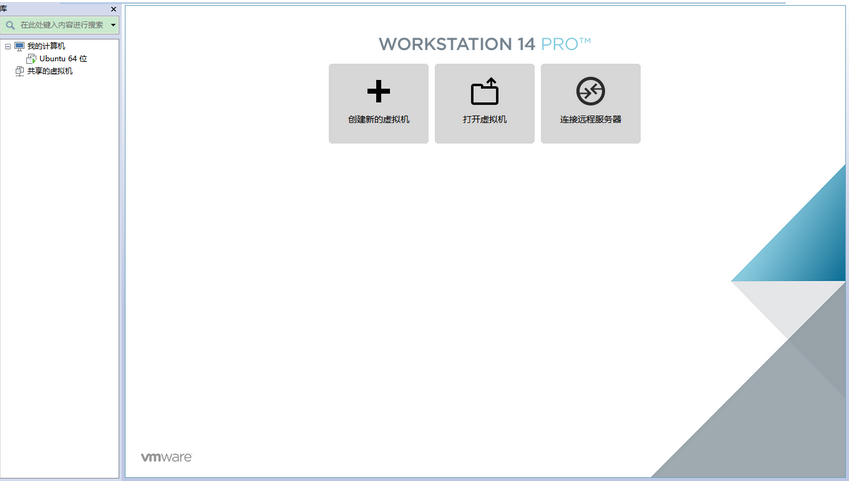 库
在此处键入内容进行搜索
我的计算机
Ubuntu 64 位
共享的虚拟机
WORKSTATION 14 PRO™
创建新的虚拟机
打开虚拟机
连接远程服务器
vmware